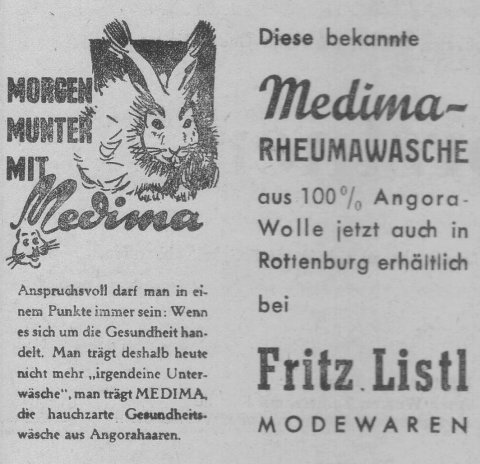 MORGEN
MUNTER
MIT
Medima
Anspruchsvoll darf man in ei-
nem Punkte immer sein: Wenn
es sich um die Gesundheit han-
delt. Man trägt deshalb heute
nicht mehr „irgendeine Unter-
wäsche“, man trägt MEDIMA,
die hauchzarte Gesundheits-
wäsche aus Angorahaaren.
Diese bekannte
Medima-
RHEUMAWASCHE
aus 100% Angora-
Wolle jetzt auch in
Rottenburg erhältlich
bei
Fritz Listl
MODEWAREN